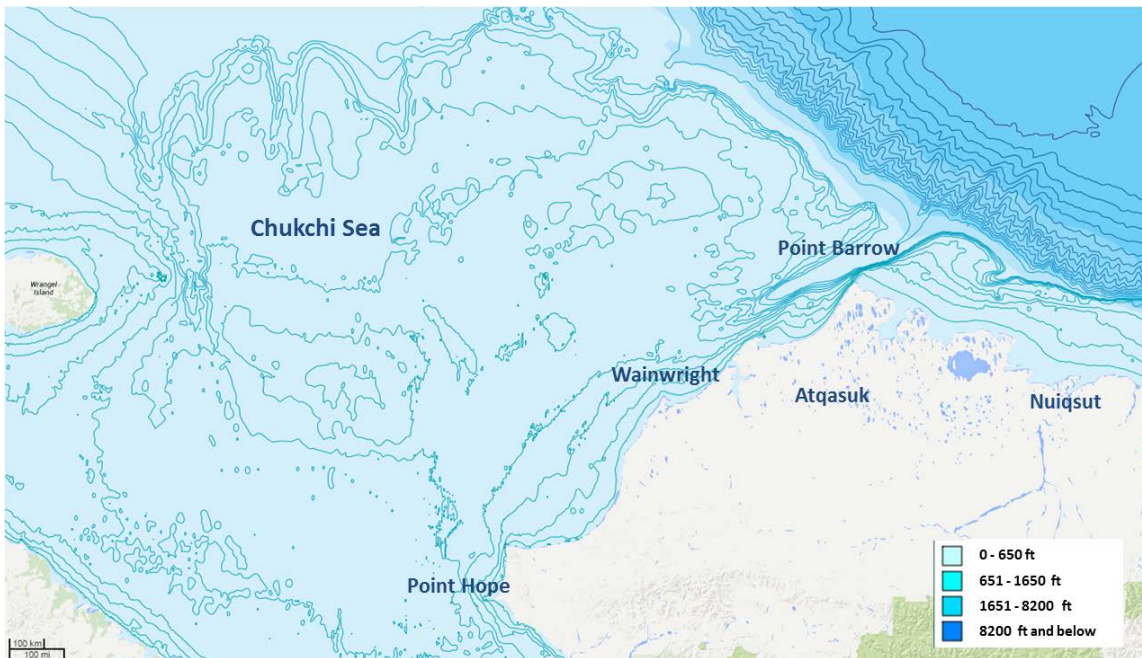 Chukchi Sea
Point Barrow
Wrangel
Island
Wainwright
Atqasuk
Nuiqsut
Point Hope
0 - 650 ft
651 - 1650 ft
1651 - 8200 ft
8200 ft and below
100 km
100 mi